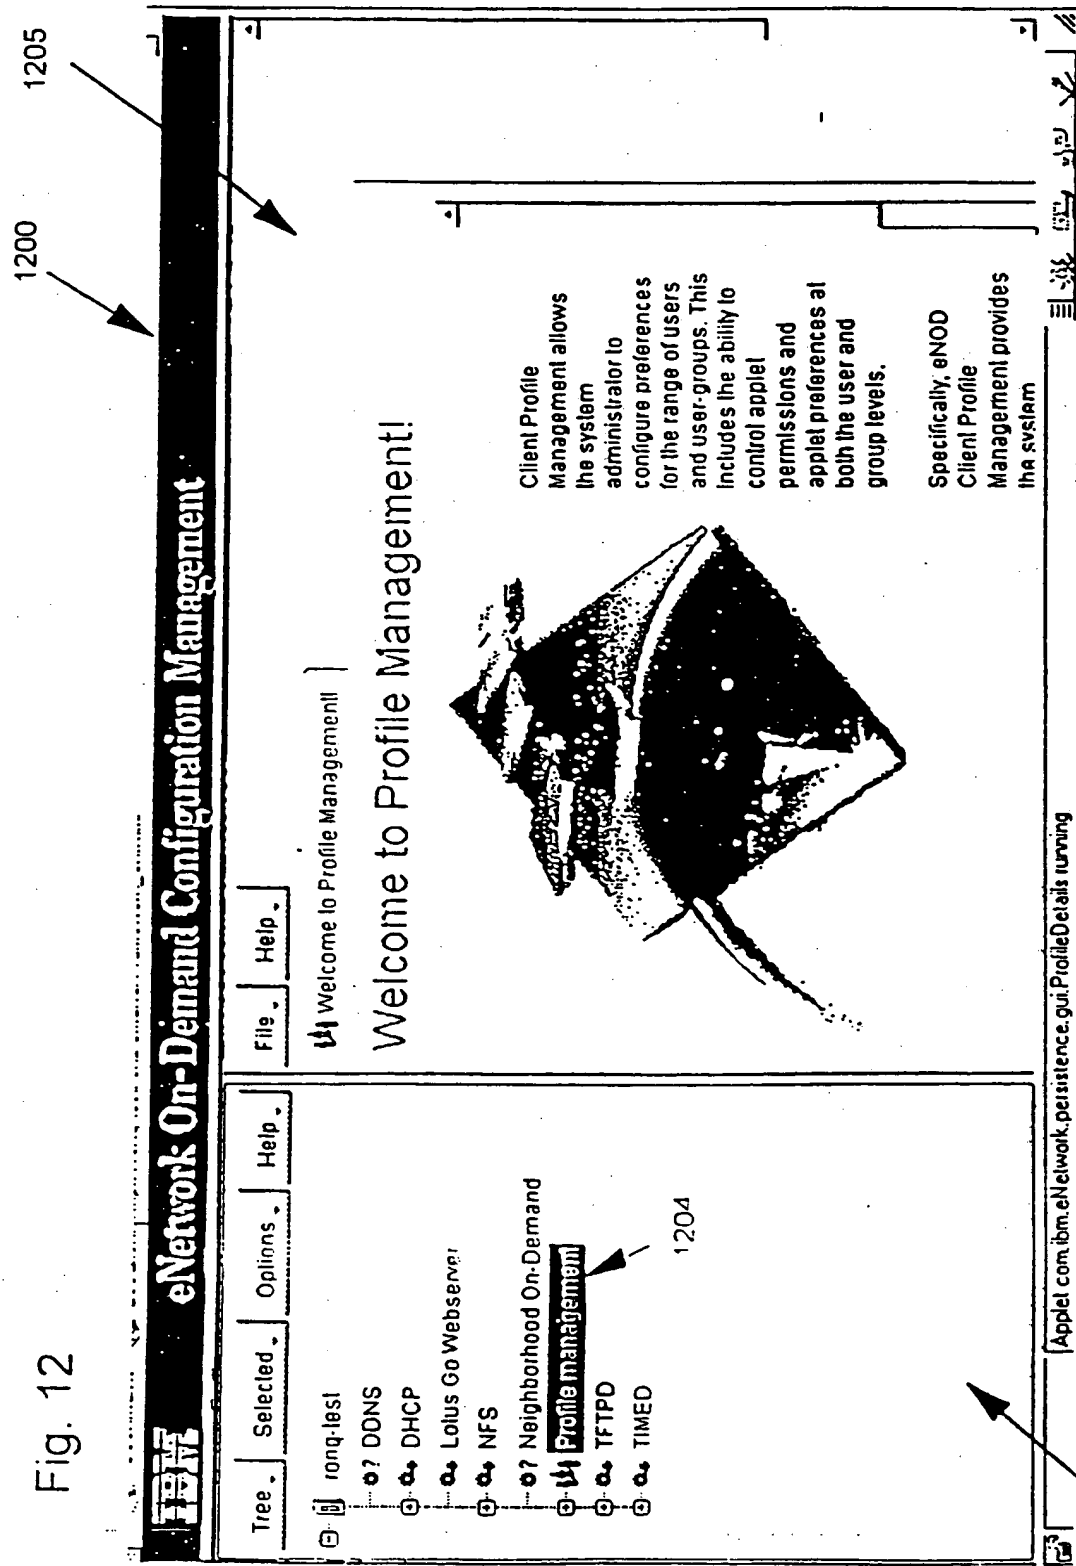 Fig. 12
1200
1205
IBM
eNetwork On-Demand Configuration Management
Tree
Selected
Options
Help
File
Help
ronq-test
? DDNS
DHCP
Lotus Go Webserver
NFS
? Neighborhood On-Demand
Profile management
TFTPD
TIMED
1204
Welcome to Profile Management!
Welcome to Profile Management!
Client Profile
Management allows
the system
administrator to
configure preferences
for the range of users
and user-groups. This
includes the ability to
control applet
permissions and
applet preferences at
both the user and
group levels.
Specifically, eNOD
Client Profile
Management provides
the system
Applet com.ibm.eNetwork.persistence.gui.ProfileDetails running